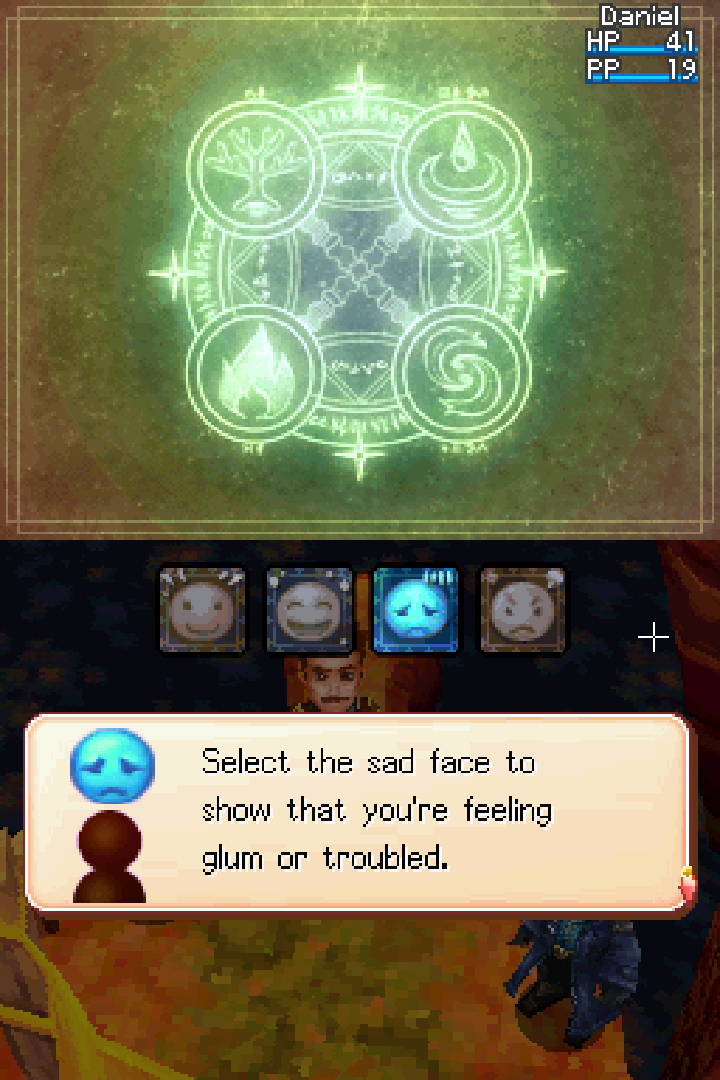 Daniel
HP 41
PP 19
Select the sad face to
show that you're feeling
glum or troubled.